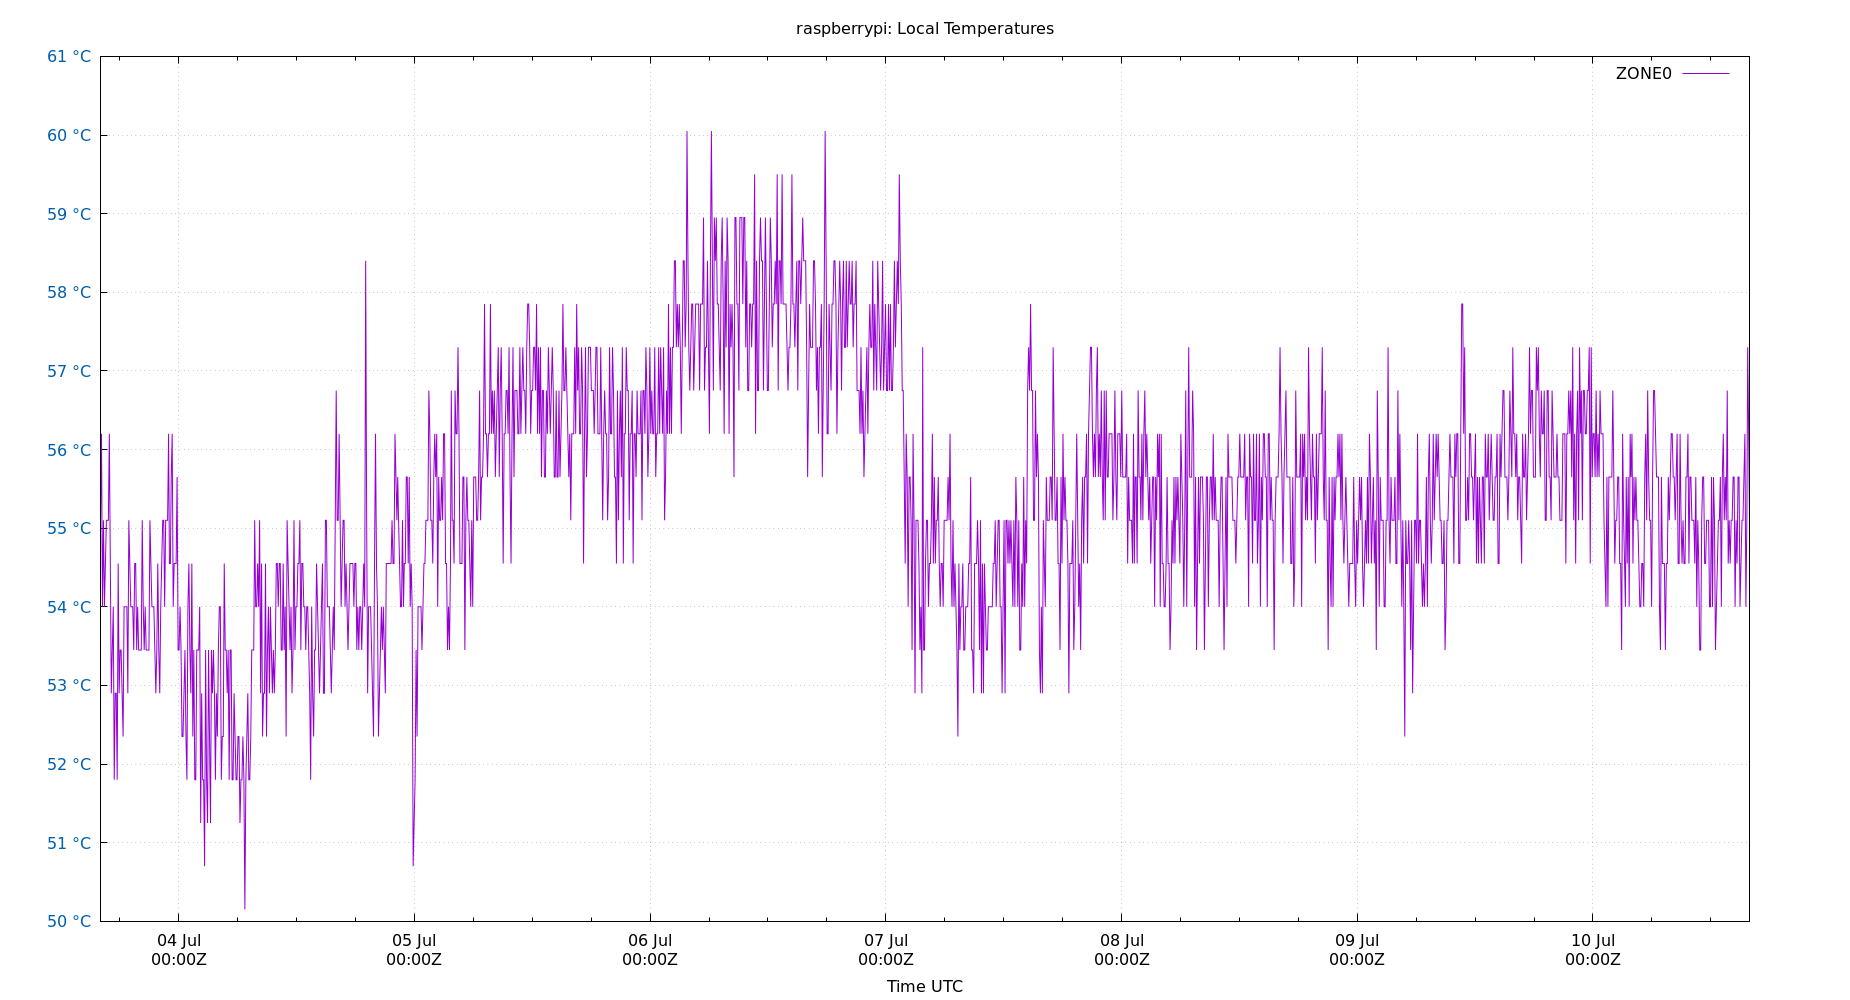 raspberrypi: Local Temperatures
61 °C
ZONE0
60 °C
59 °C
58 °C
57 °C
56 °C
55 °C
54 °C
53 °C
52 °C
51 °C
50 °C
04 Jul 05 Jul 06 Jul 07 Jul 08 Jul 09 Jul 10 Jul
00:00Z 00:00Z 00:00Z 00:00Z 00:00Z 00:00Z 00:00Z
Time UTC